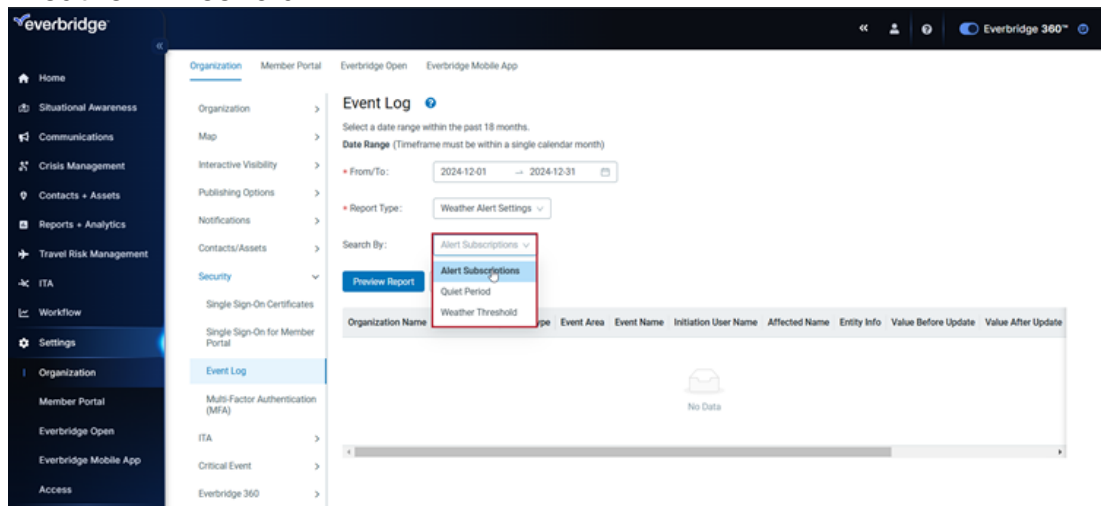 everbridge
Everbridge 360™
Home
Situational Awareness
Communications
Crisis Management
Contacts + Assets
Reports + Analytics
Travel Risk Management
ITA
Workflow
Settings
Organization
Member Portal
Everbridge Open
Everbridge Mobile App
Access
Organization Member Portal Everbridge Open Everbridge Mobile App
Organization
Map
Interactive Visibility
Publishing Options
Notifications
Contacts/Assets
Security
Single Sign-On Certificates
Single Sign-On for Member
Portal
Event Log
Multi-Factor Authentication
(MFA)
ITA
Critical Event
Everbridge 360
Event Log
Select a date range within the past 18 months.
Date Range (Timeframe must be within a single calendar month)
* From/To: 2024-12-01 → 2024-12-31
* Report Type: Weather Alert Settings
Search By: Alert Subscriptions
Alert Subscriptions
Quiet Period
Weather Threshold
Preview Report
Organization Name Event Area Event Name Initiation User Name Affected Name Entity Info Value Before Update Value After Update
No Data